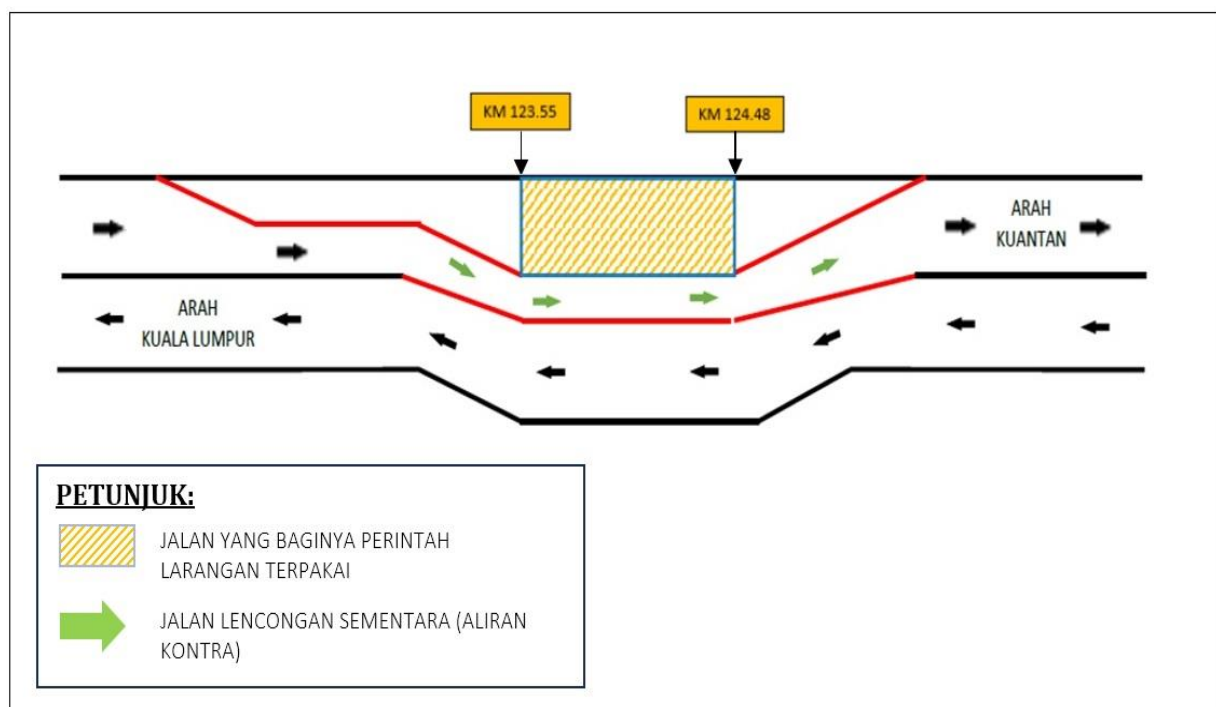 KM 123.55
KM 124.48
ARAH
KUANTAN
ARAH
KUALA LUMPUR
PETUNJUK:
JALAN YANG BAGINYA PERINTAH
LARANGAN TERPAKAI
JALAN LENCONGAN SEMENTARA (ALIRAN
KONTRA)